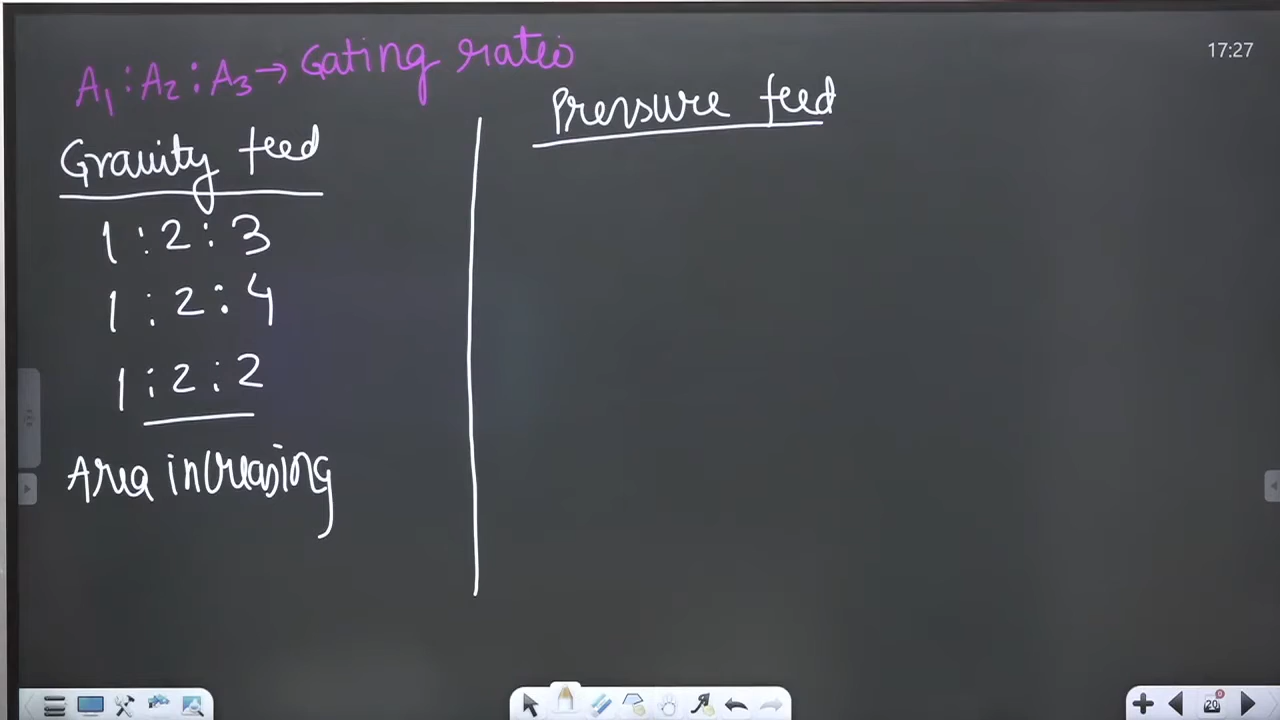 A1 : A2 : A3 → Gating ratio
17:27
Gravity feed
1 : 2 : 3
1 : 2 : 4
1 : 2 : 2
Area increasing
Pressure feed
20